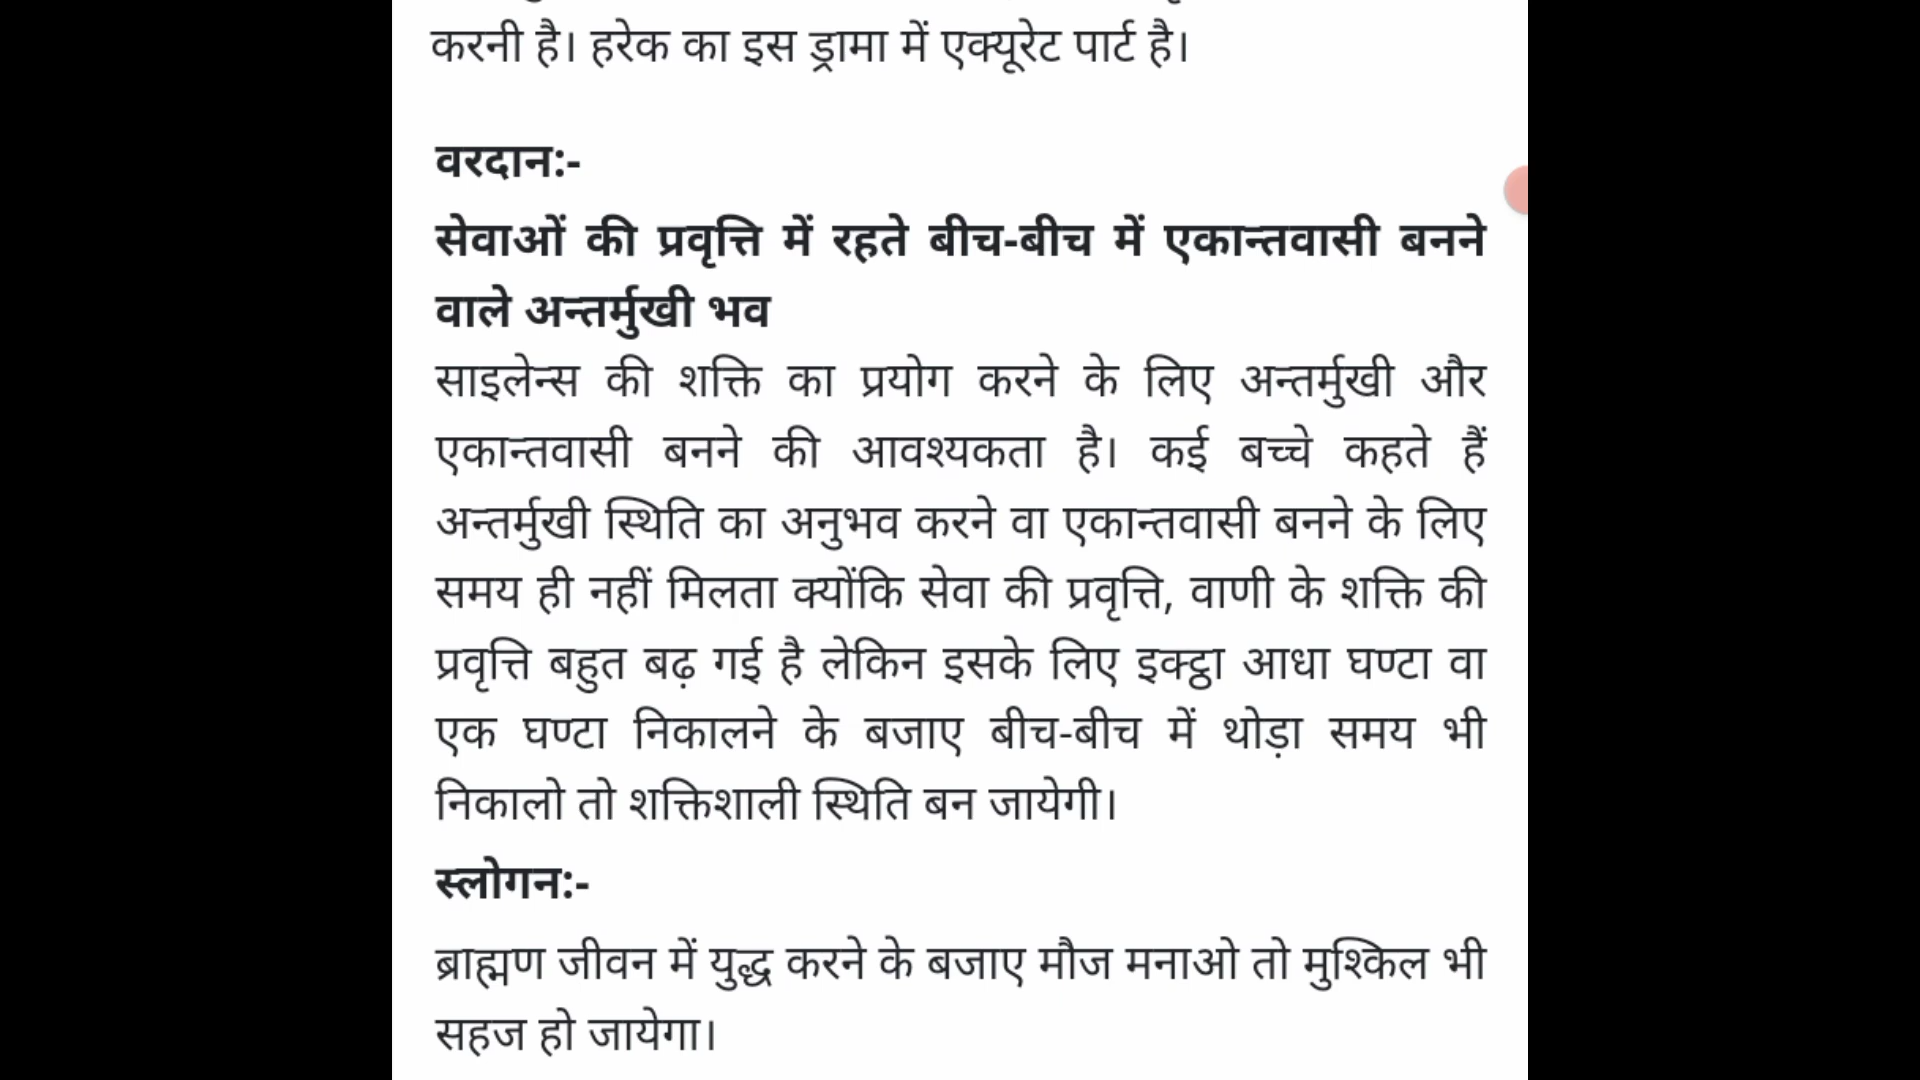 करनी है। हरेक का इस ड्रामा में एक्यूरेट पार्ट है।
वरदान:-
सेवाओं की प्रवृत्ति में रहते बीच-बीच में एकान्तवासी बनने
वाले अन्तर्मुखी भव
साइलेन्स की शक्ति का प्रयोग करने के लिए अन्तर्मुखी और
एकान्तवासी बनने की आवश्यकता है। कई बच्चे कहते हैं
अन्तर्मुखी स्थिति का अनुभव करने वा एकान्तवासी बनने के लिए
समय ही नहीं मिलता क्योंकि सेवा की प्रवृत्ति, वाणी के शक्ति की
प्रवृत्ति बहुत बढ़ गई है लेकिन इसके लिए इक्ट्ठा आधा घण्टा वा
एक घण्टा निकालने के बजाए बीच-बीच में थोड़ा समय भी
निकालो तो शक्तिशाली स्थिति बन जायेगी।
स्लोगन:-
ब्राह्मण जीवन में युद्ध करने के बजाए मौज मनाओ तो मुश्किल भी
सहज हो जायेगा।